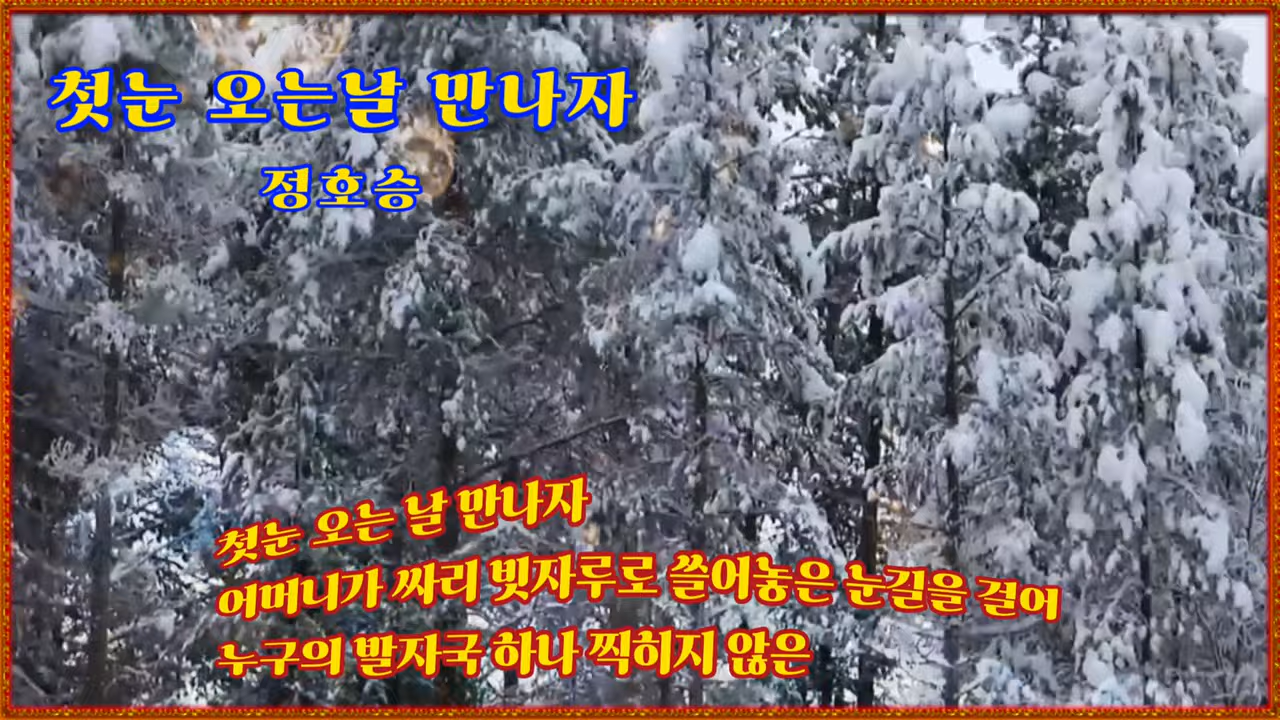 첫눈 오는날 만나자
정호승
첫눈 오는 날 만나자
어머니가 싸리 빗자루로 쓸어놓은 눈길을 걸어
누구의 발자국 하나 찍히지 않은